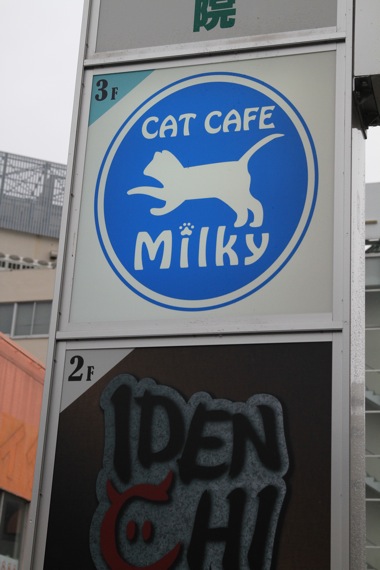 院
3F
CAT CAFE
Milky
2F
IDEN
CHI